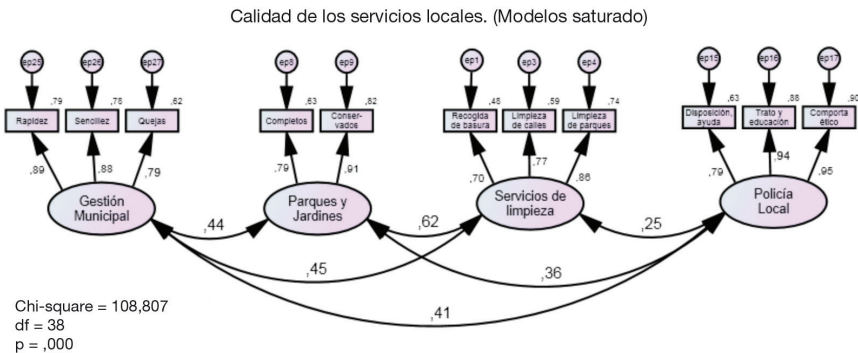 Calidad de los servicios locales. (Modelos saturado)
ep25 ep26 ep27 ep8 ep9 ep1 ep3 ep4 ep15 ep16 ep17
,79 ,78 ,62 ,63 ,82 ,48 ,59 ,74 ,63 ,88 ,90
Rapidez
Sencillez
Quejas
Completos
Conser-
vados
Recogida
de basura
Limpieza
de calles
Limpieza
de parques
Disposición,
ayuda
Trato y
educación
Comporta
ético
,89 ,88 ,79 ,79 ,91 ,70 ,77 ,86 ,79 ,94 ,95
Gestión
Municipal
Parques y
Jardines
Servicios de
limpieza
Policía
Local
,44 ,62 ,25
,45 ,36
,41
Chi-square = 108,807
df = 38
p = ,000